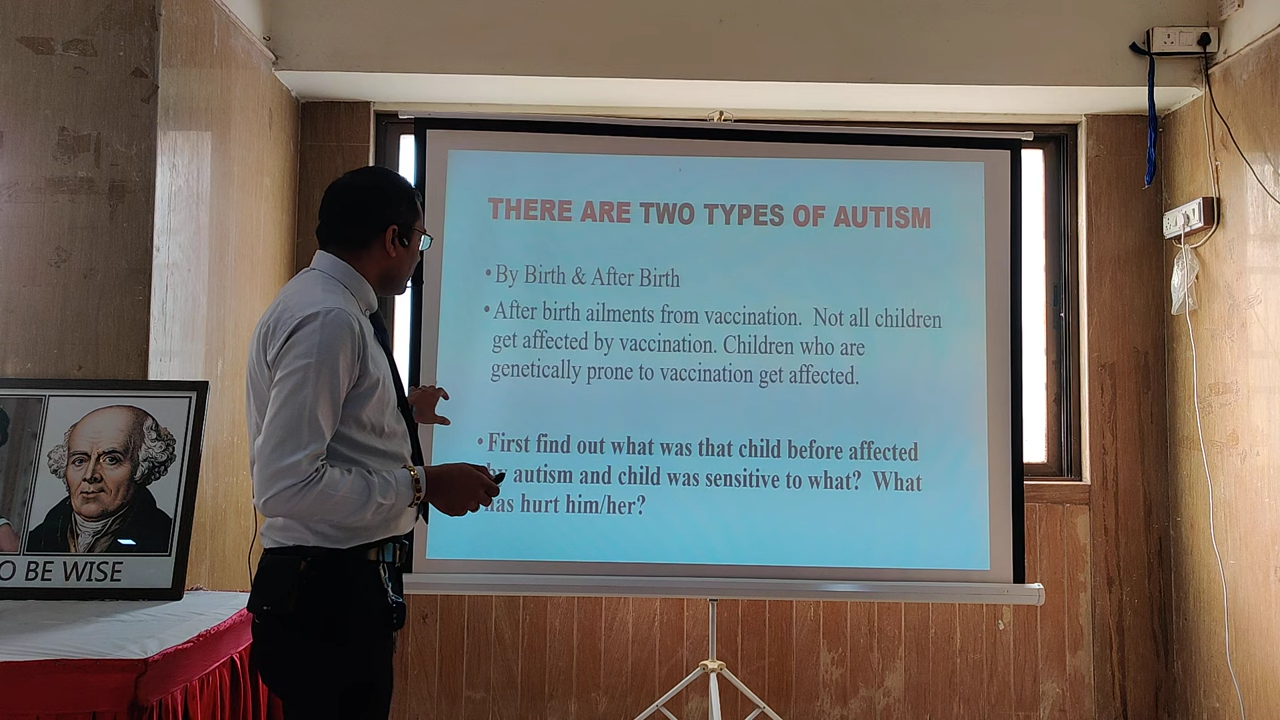 THERE ARE TWO TYPES OF AUTISM
•By Birth & After Birth
•After birth ailments from vaccination. Not all children
get affected by vaccination. Children who are
genetically prone to vaccination get affected.
•First find out what was that child before affected
autism and child was sensitive to what? What
has hurt him/her?
O BE WISE